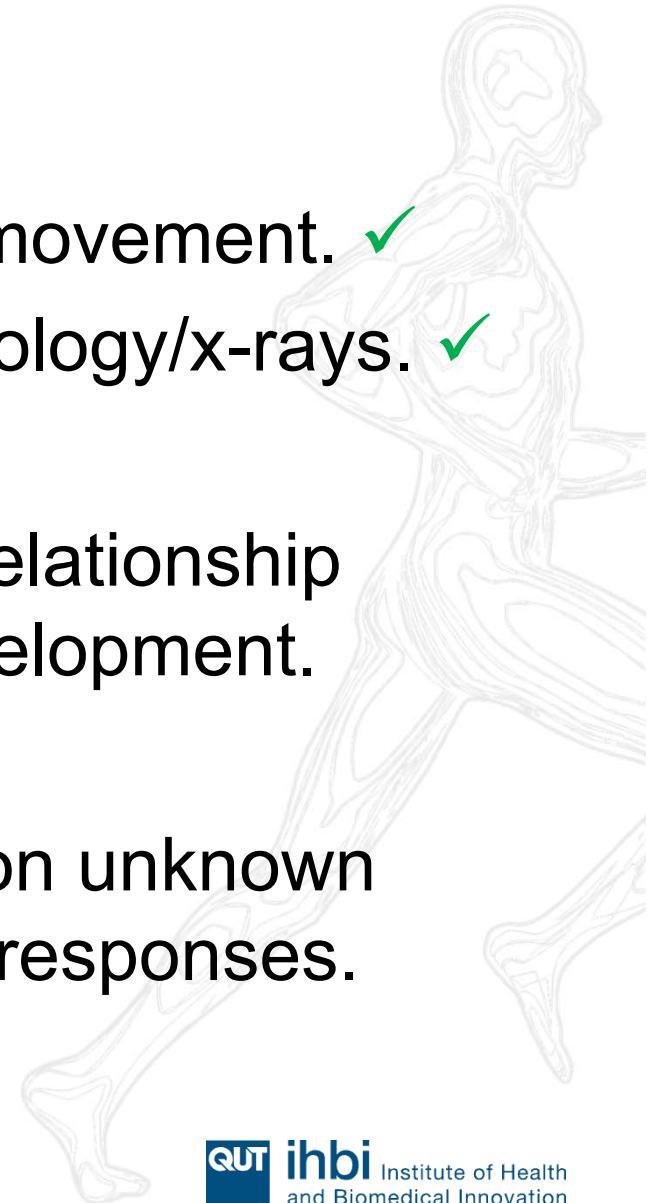 movement. ✓
ology/x-rays. ✓
elationship
elopment.
on unknown
responses.
QUT ihbi Institute of Health
and Biomedical Innovation